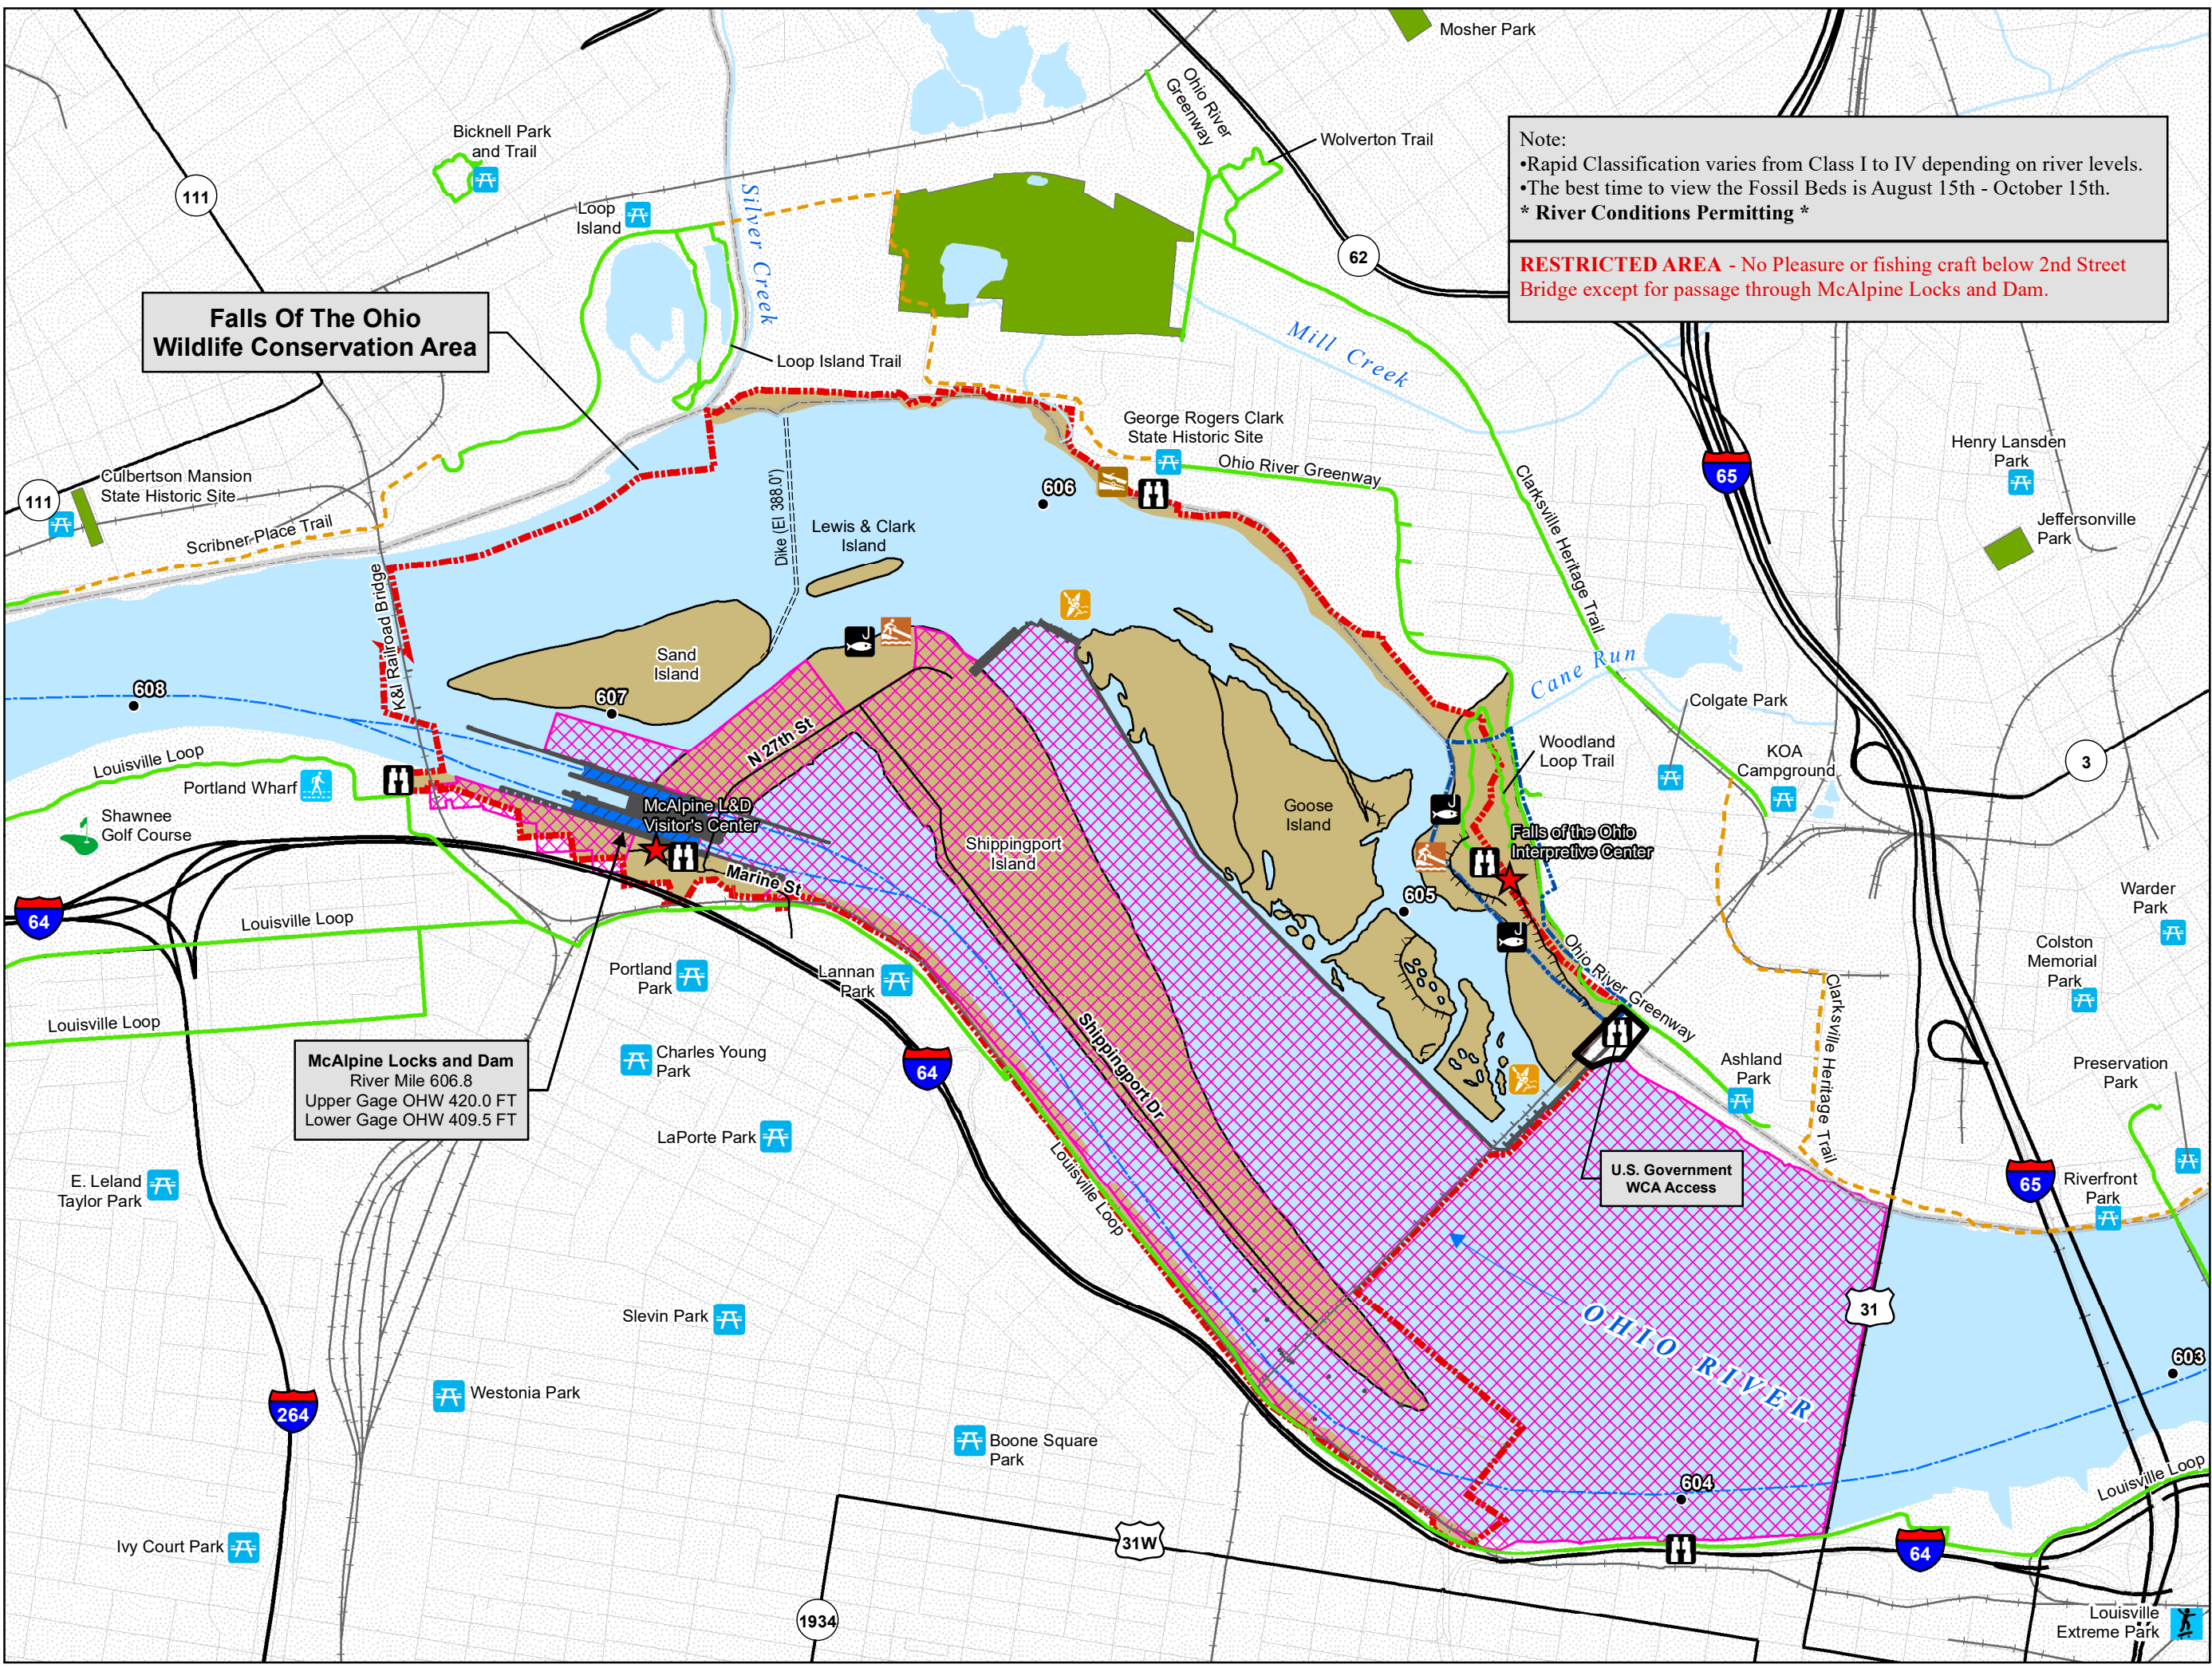 Mosher Park
Ohio River
Greenway
Wolverton Trail
Bicknell Park
and Trail
111
Loop
Island
Silver Creek
62
Note:
•Rapid Classification varies from Class I to IV depending on river levels.
•The best time to view the Fossil Beds is August 15th - October 15th.
* River Conditions Permitting *
RESTRICTED AREA - No Pleasure or fishing craft below 2nd Street
Bridge except for passage through McAlpine Locks and Dam.
Falls Of The Ohio
Wildlife Conservation Area
Loop Island Trail
Mill Creek
George Rogers Clark
State Historic Site
Ohio River Greenway
Henry Lansden
Park
65
Culbertson Mansion
State Historic Site
111
Scribner Place Trail
Dike (El 388.0')
606
Lewis & Clark
Island
Clarksville Heritage Trail
Jeffersonville
Park
K&I Railroad Bridge
Sand
Island
607
608
Cane Run
Colgate Park
N 27th St
Woodland
Loop Trail
KOA
Campground
3
Louisville Loop
Portland Wharf
Shawnee
Golf Course
McAlpine L&D
Visitor's Center
Goose
Island
Shippingport
Island
Falls of the Ohio
Interpretive Center
Marine St
605
Warder
Park
64
Louisville Loop
Colston
Memorial
Park
Portland
Park
Lannan
Park
Ohio River Greenway
Clarksville Heritage Trail
Louisville Loop
McAlpine Locks and Dam
River Mile 606.8
Upper Gage OHW 420.0 FT
Lower Gage OHW 409.5 FT
Charles Young
Park
64
Shippingport Dr
Ashland
Park
Preservation
Park
LaPorte Park
Louisville Loop
U.S. Government
WCA Access
E. Leland
Taylor Park
65
Riverfront
Park
OHIO RIVER
31
Slevin Park
603
Westonia Park
264
Boone Square
Park
604
Louisville Loop
Ivy Court Park
31W
64
1934
Louisville
Extreme Park